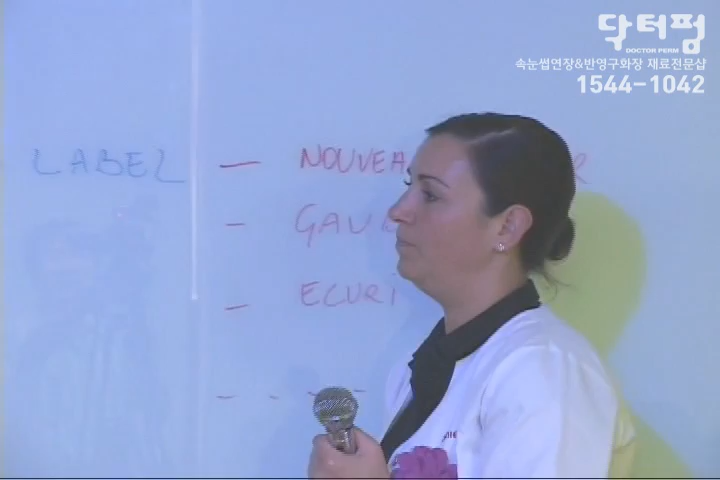 닥터펌
DOCTOR PERM
속눈썹연장&반영구화장 재료전문샵
1544-1042
LABEL — NOUVEA R
- GAU
- ECURI